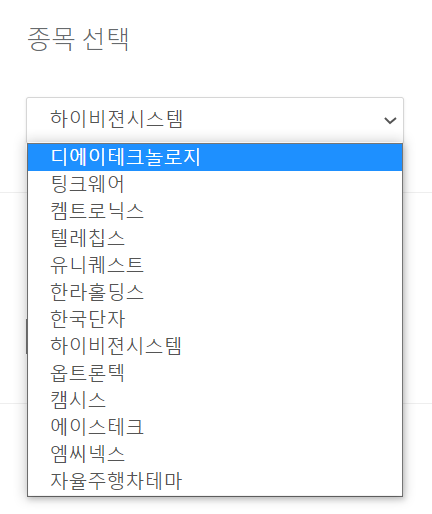 종목 선택
하이비젼시스템
디에이테크놀로지
팅크웨어
켐트로닉스
텔레칩스
유니퀘스트
한라홀딩스
한국단자
하이비젼시스템
옵트론텍
캠시스
에이스테크
엠씨넥스
자율주행차테마